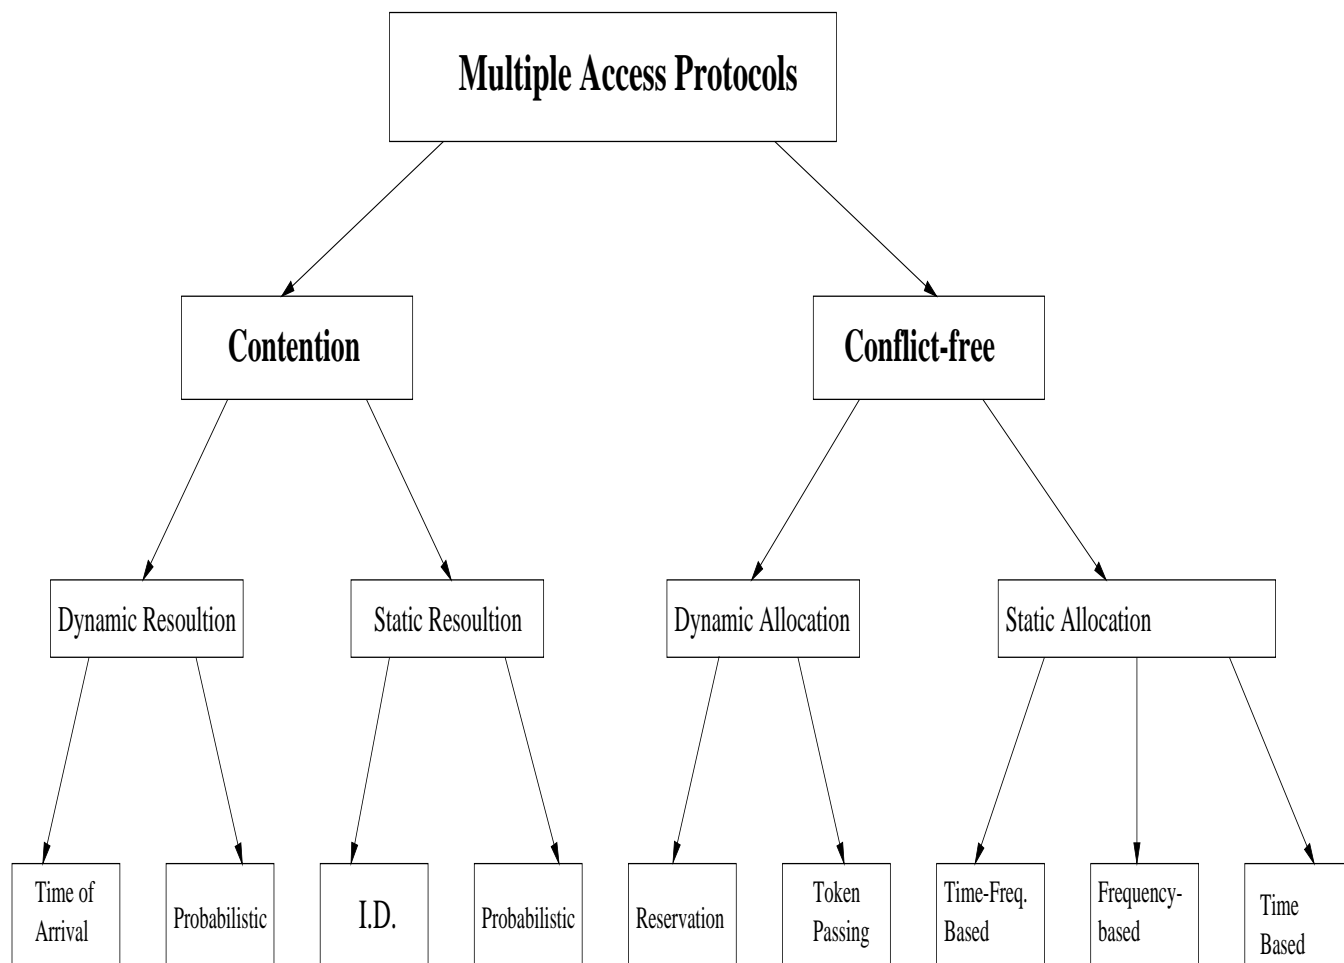 Multiple Access Protocols
Contention
Conflict-free
Dynamic Resoultion
Static Resoultion
Dynamic Allocation
Static Allocation
Time of
Arrival
Probabilistic
I.D.
Probabilistic
Reservation
Token
Passing
Time-Freq.
Based
Frequency-
based
Time
Based